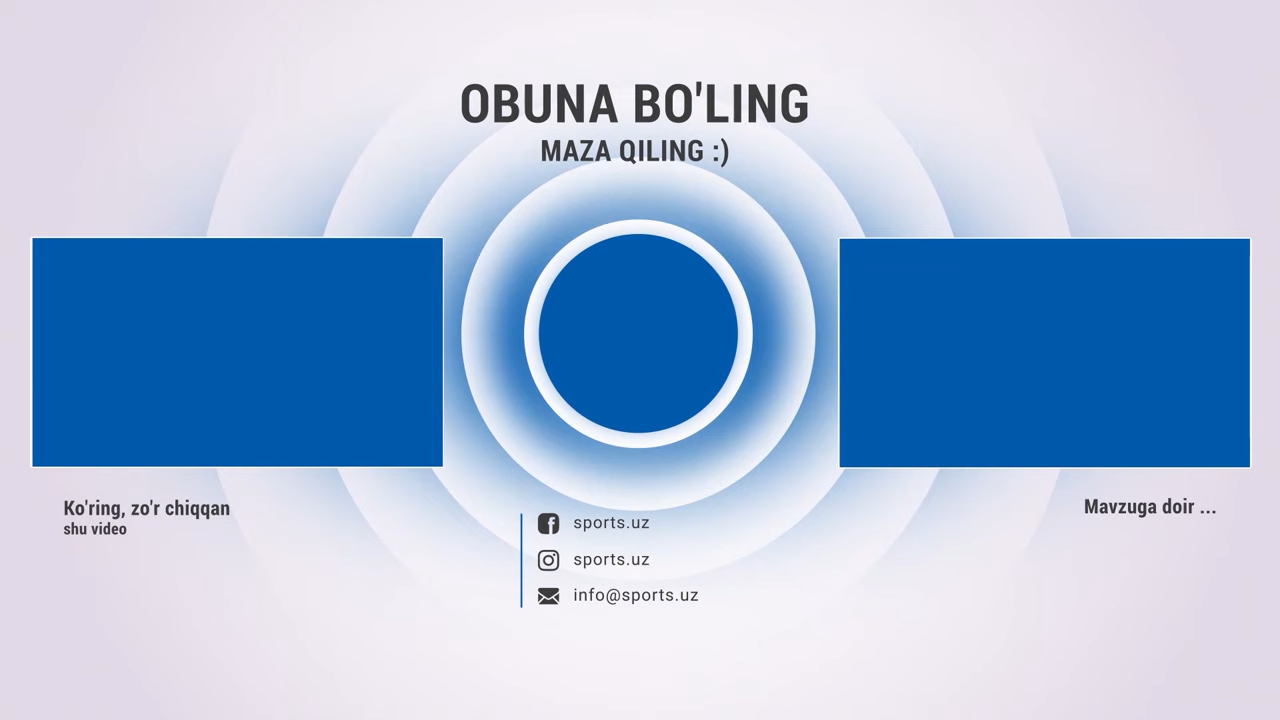 OBUNA BO'LING
MAZA QILING :)
Ko'ring, zo'r chiqqan
shu video
Mavzuga doir ...
sports.uz
sports.uz
info@sports.uz